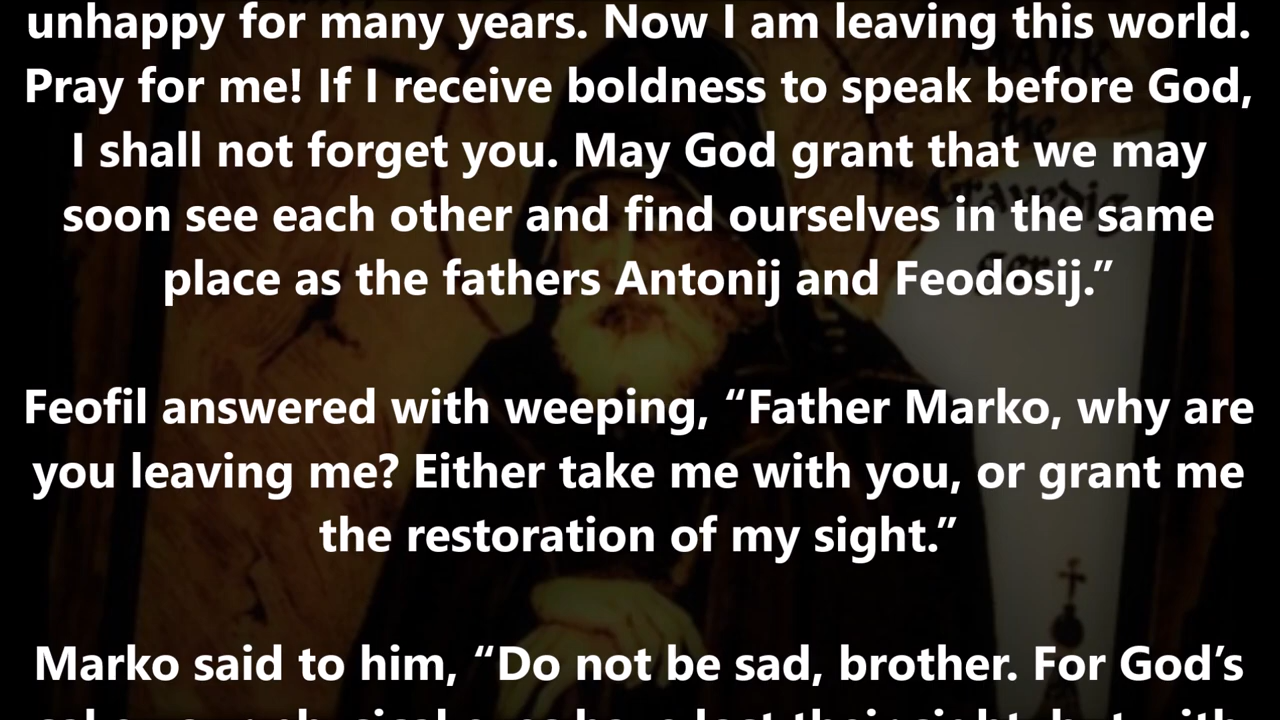 unhappy for many years. Now I am leaving this world.
Pray for me! If I receive boldness to speak before God,
I shall not forget you. May God grant that we may
soon see each other and find ourselves in the same
place as the fathers Antonij and Feodosij.”
Feofil answered with weeping, “Father Marko, why are
you leaving me? Either take me with you, or grant me
the restoration of my sight.”
Marko said to him, “Do not be sad, brother. For God’s
MARK
the
Gravedig